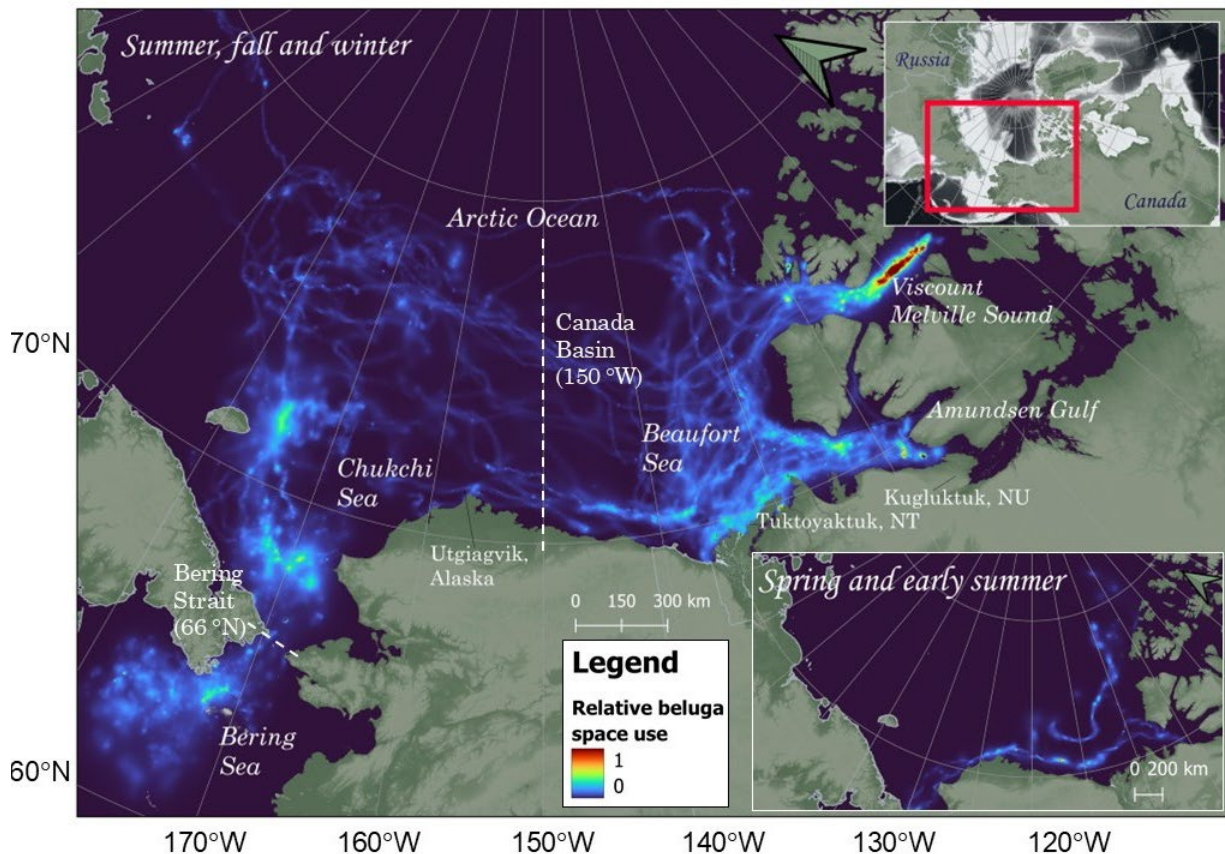 Summer, fall and winter
Russia
Canada
Arctic Ocean
Viscount
Melville Sound
Canada
Basin
(150 °W)
70°N
Amundsen Gulf
Beaufort
Sea
Chukchi
Sea
Kugluktuk, NU
Tuktoyaktuk, NT
Utgiagvik,
Alaska
Bering
Strait
(66 °N)
0 150 300 km
Spring and early summer
Legend
Relative beluga
space use
1
0
Bering
Sea
0 200 km
60°N
170°W 160°W 150°W 140°W 130°W 120°W